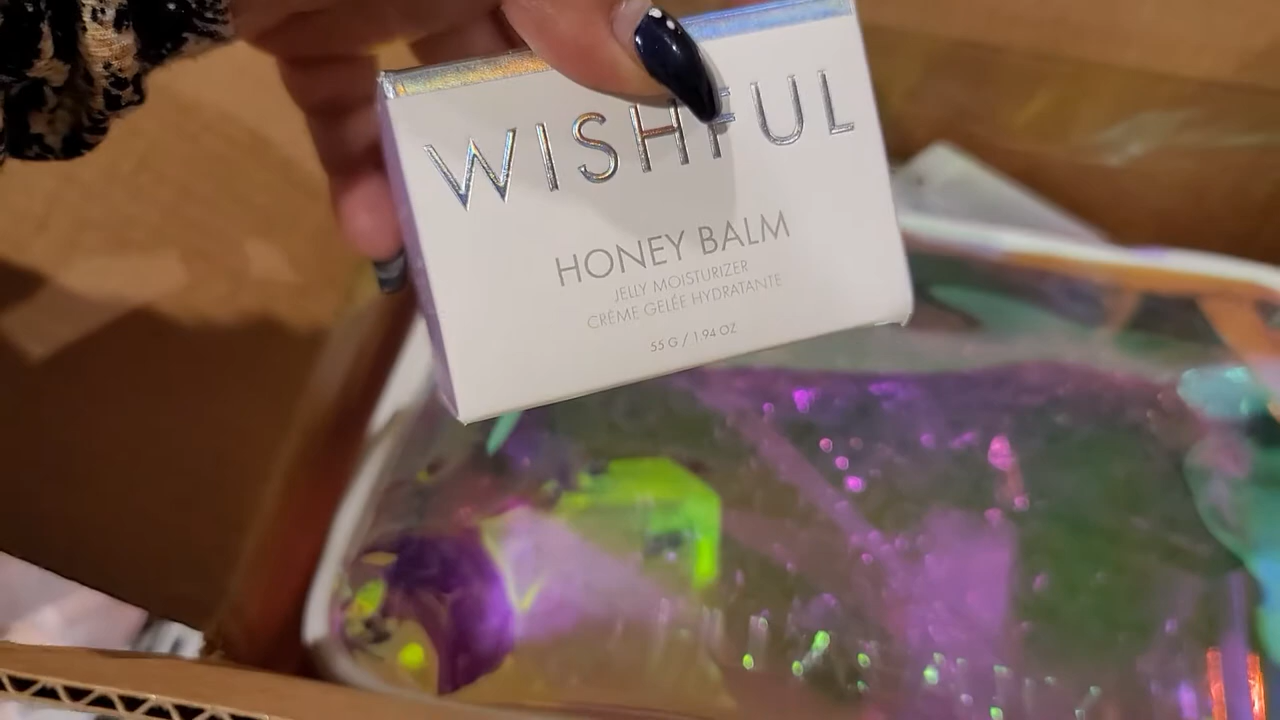 WISHFUL
HONEY BALM
JELLY MOISTURIZER
CRÈME GELÉE HYDRATANTE
55 G / 1.94 OZ